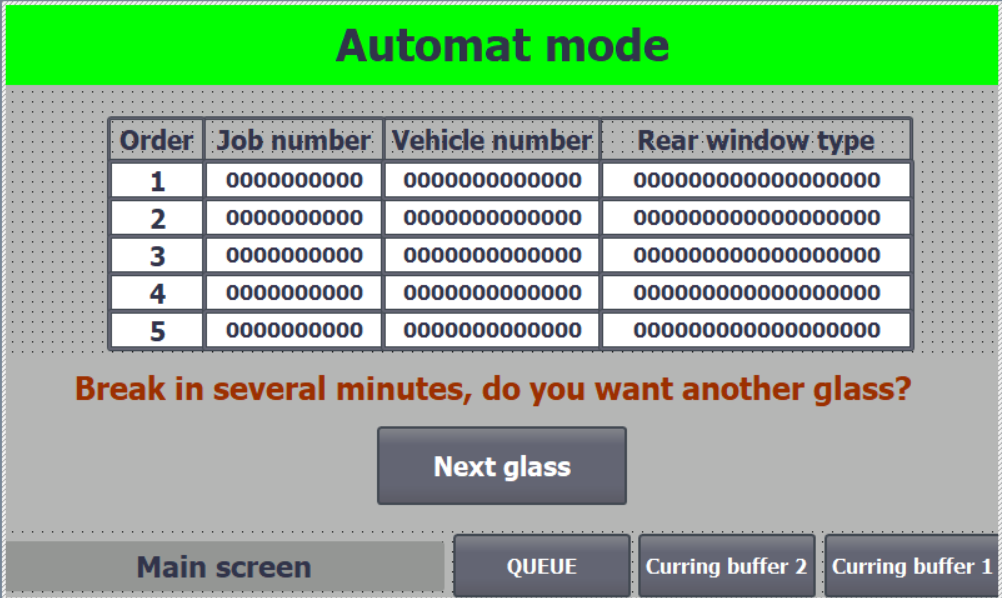 Automat mode
Order Job number Vehicle number Rear window type
1 0000000000 0000000000000 000000000000000000
2 0000000000 0000000000000 000000000000000000
3 0000000000 0000000000000 000000000000000000
4 0000000000 0000000000000 000000000000000000
5 0000000000 0000000000000 000000000000000000
Break in several minutes, do you want another glass?
Next glass
Main screen QUEUE Curring buffer 2 Curring buffer 1